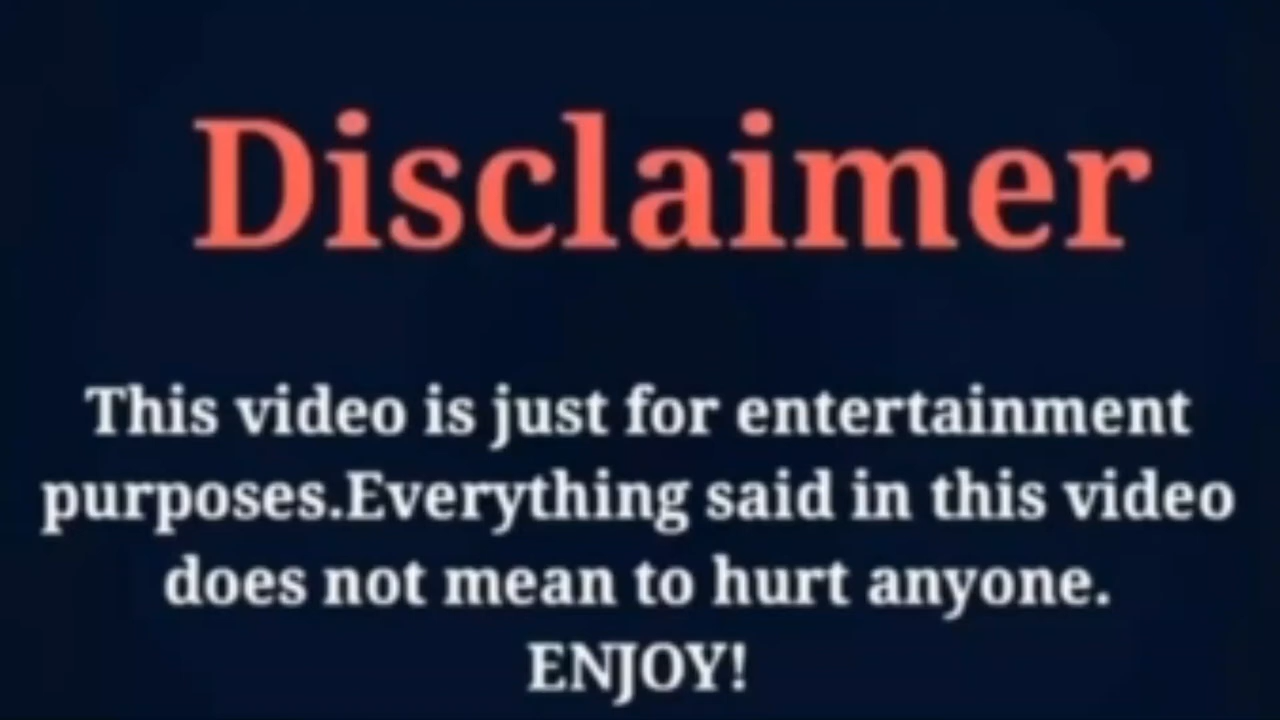 Disclaimer
This video is just for entertainment
purposes.Everything said in this video
does not mean to hurt anyone.
ENJOY!